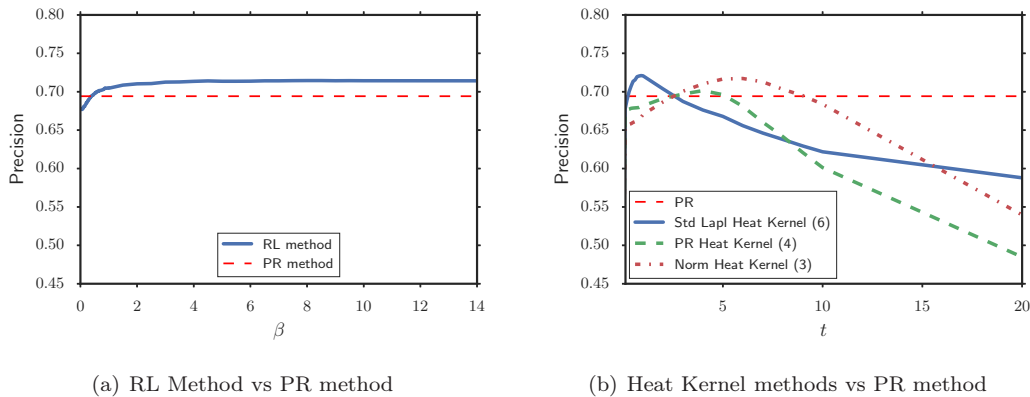 0.80
0.75
0.70
0.65
0.60
0.55
0.50
0.45
Precision
RL method
PR method
0
2
4
6
8
10
12
14
β
(a) RL Method vs PR method
0.80
0.75
0.70
0.65
0.60
0.55
0.50
0.45
Precision
PR
Std Lapl Heat Kernel (6)
PR Heat Kernel (4)
Norm Heat Kernel (3)
5
10
15
20
t
(b) Heat Kernel methods vs PR method